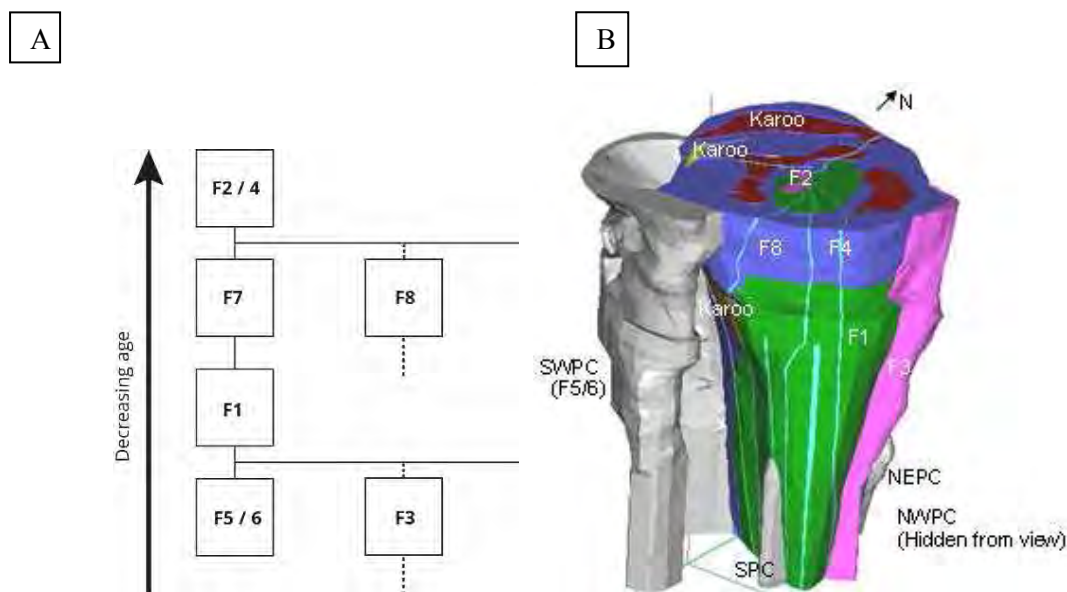 A
Decreasing age
F2 / 4
F7
F8
F1
F5 / 6
F3
B
N
Karoo
Karoo
F2
F8
F4
Karoo
F1
SWPC
(F5/6)
F3
NEPC
NWPC
(Hidden from view)
SPC